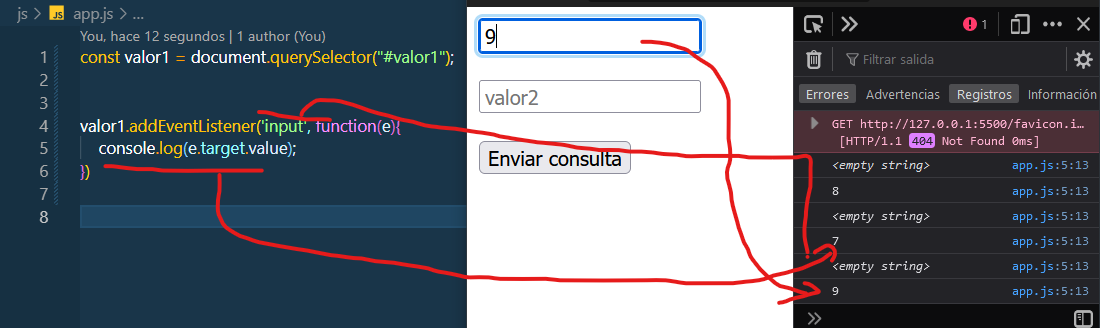 js > JS app.js > ...
You, hace 12 segundos | 1 author (You)
1 const valor1 = document.querySelector("#valor1");
2
3
4 valor1.addEventListener('input', function(e){
5 console.log(e.target.value);
6 })
7
8
9
valor2
Enviar consulta
1
Filtrar salida
Errores Advertencias Registros Información
GET http://127.0.0.1:5500/favicon.i…
[HTTP/1.1 404 Not Found 0ms]
<empty string> app.js:5:13
8 app.js:5:13
<empty string> app.js:5:13
7 app.js:5:13
<empty string> app.js:5:13
9 app.js:5:13